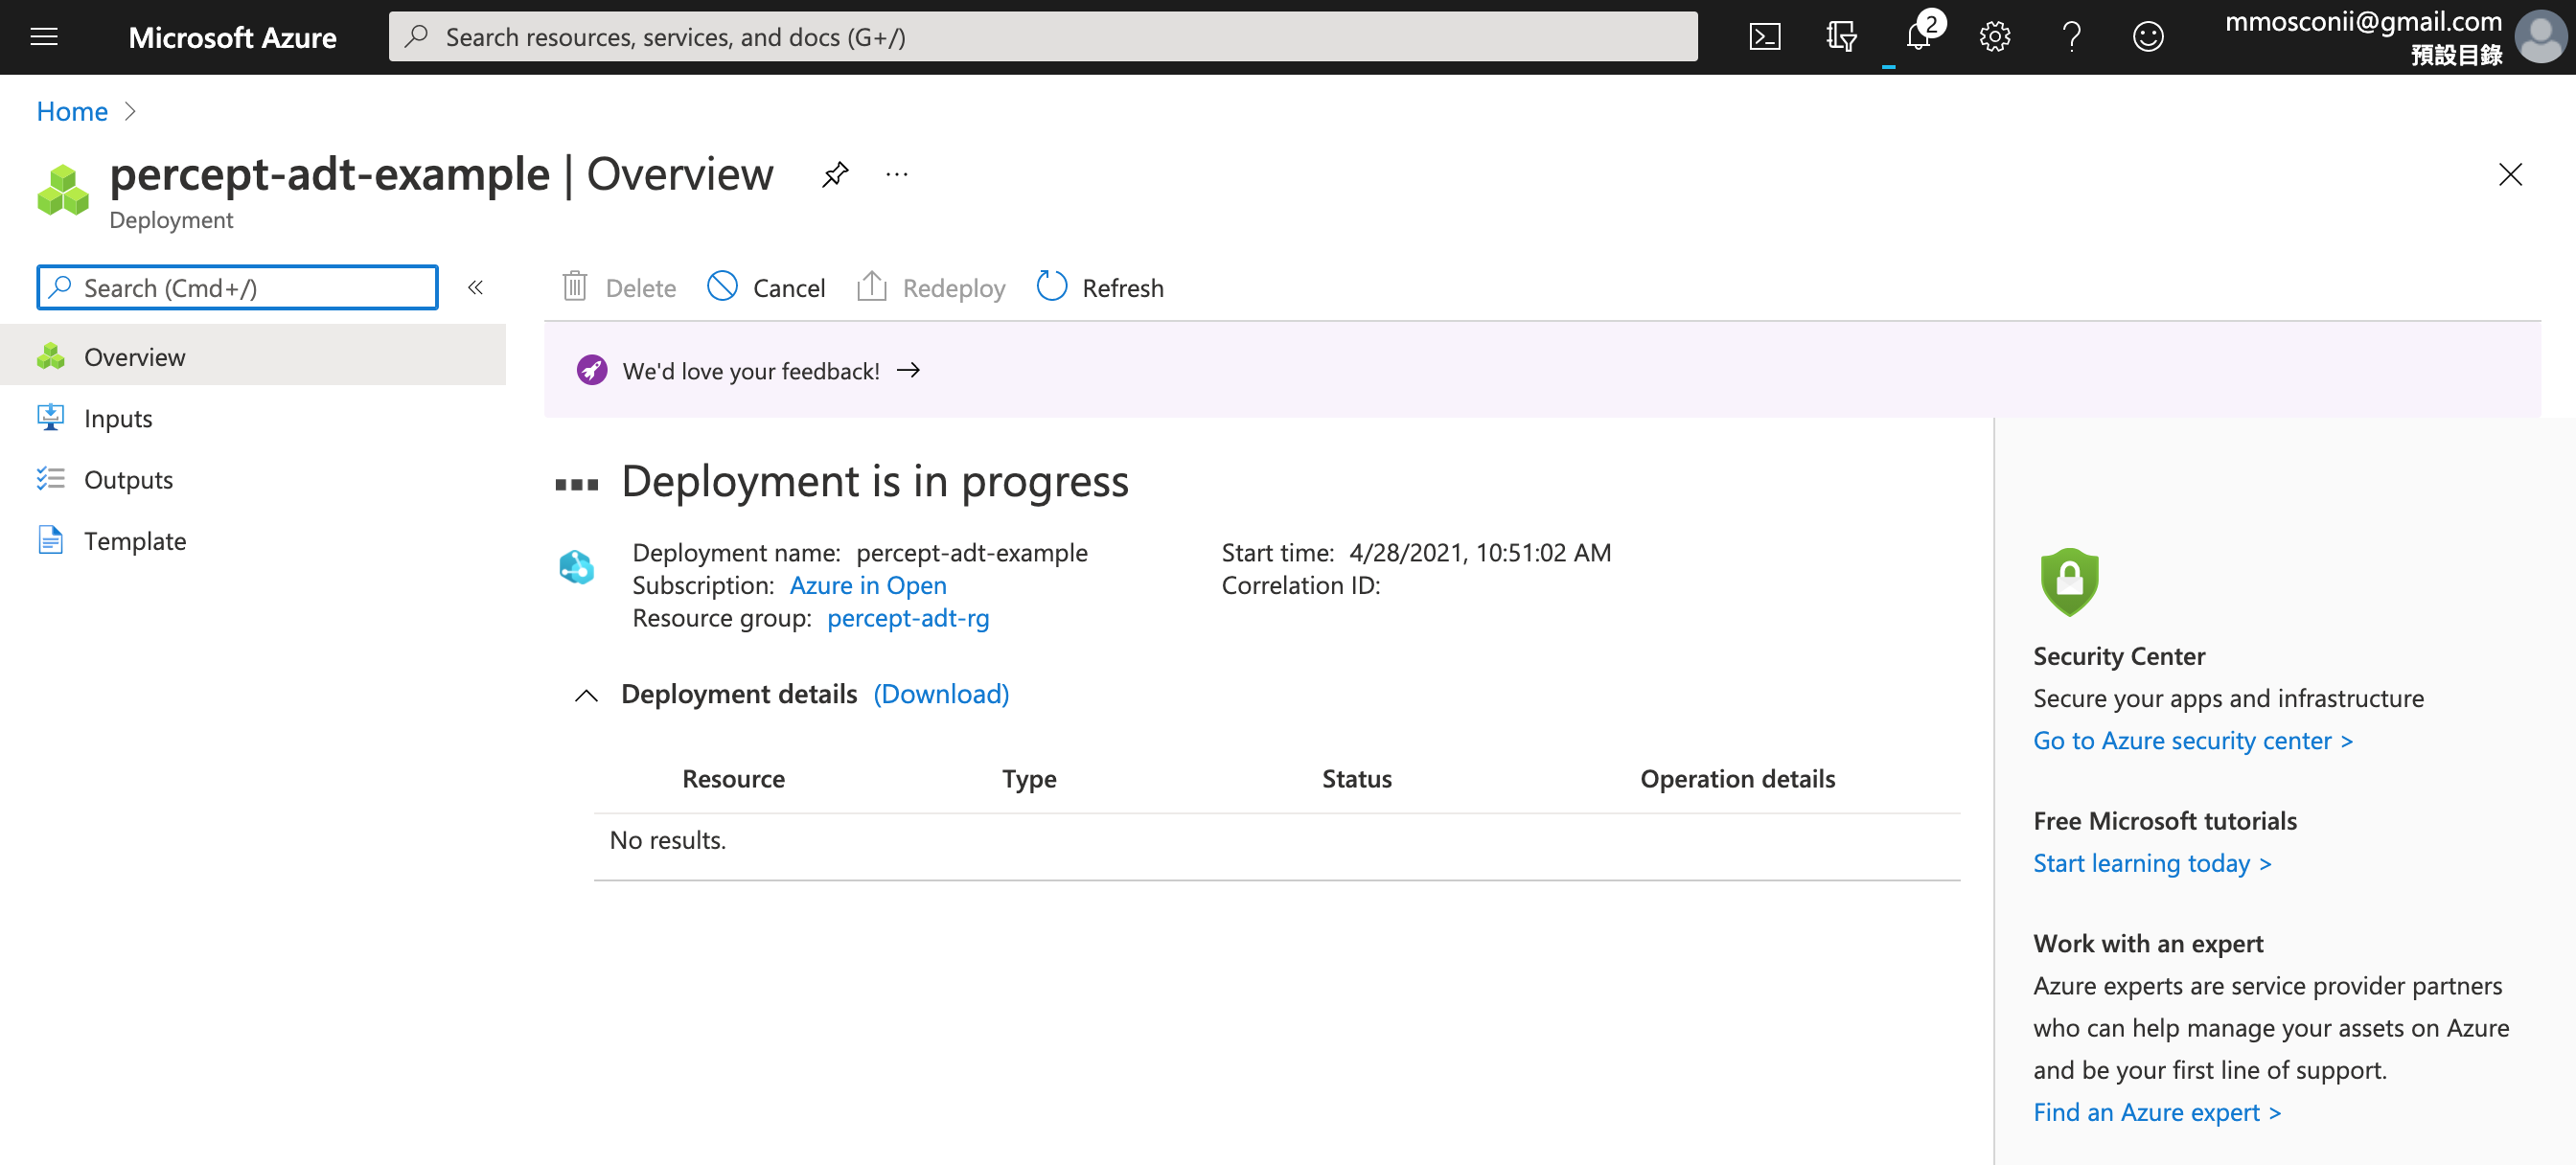 Microsoft Azure
Search resources, services, and docs (G+/)
2
mmosconii@gmail.com
預設目錄
Home
percept-adt-example | Overview
Deployment
Search (Cmd+/)
Overview
Inputs
Outputs
Template
Delete
Cancel
Redeploy
Refresh
We'd love your feedback! →
Deployment is in progress
Deployment name: percept-adt-example
Subscription: Azure in Open
Resource group: percept-adt-rg
Start time: 4/28/2021, 10:51:02 AM
Correlation ID:
Deployment details (Download)
Resource Type Status Operation details
No results.
Security Center
Secure your apps and infrastructure
Go to Azure security center >
Free Microsoft tutorials
Start learning today >
Work with an expert
Azure experts are service provider partners
who can help manage your assets on Azure
and be your first line of support.
Find an Azure expert >